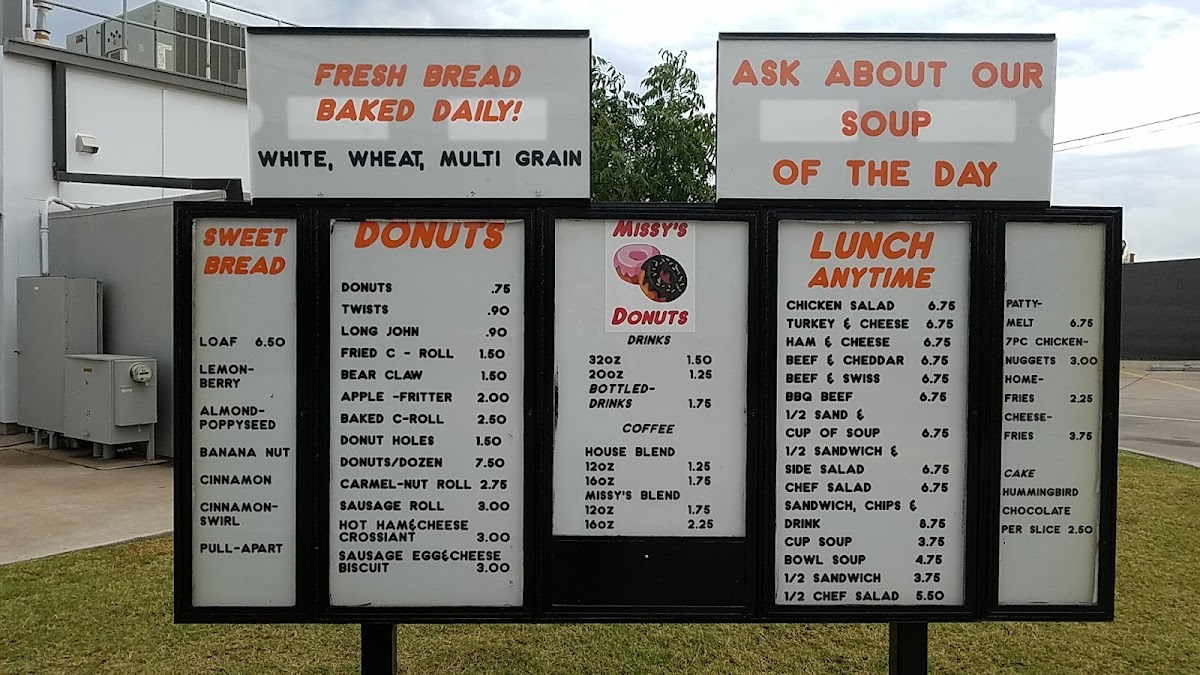 FRESH BREAD
BAKED DAILY!
WHITE, WHEAT, MULTI GRAIN
ASK ABOUT OUR
SOUP
OF THE DAY
SWEET
BREAD
LOAF 6.50
LEMON-
BERRY
ALMOND-
POPPYSEED
BANANA NUT
CINNAMON
CINNAMON-
SWIRL
PULL-APART
DONUTS
DONUTS .75
TWISTS .90
LONG JOHN .90
FRIED C - ROLL 1.50
BEAR CLAW 1.50
APPLE -FRITTER 2.00
BAKED C-ROLL 2.50
DONUT HOLES 1.50
DONUTS/DOZEN 7.50
CARMEL-NUT ROLL 2.75
SAUSAGE ROLL 3.00
HOT HAM&CHEESE
CROSSIANT 3.00
SAUSAGE EGG&CHEESE
BISCUIT 3.00
MISSY'S
DONUTS
DRINKS
32OZ 1.50
20OZ 1.25
BOTTLED-
DRINKS 1.75
COFFEE
HOUSE BLEND
12OZ 1.25
16OZ 1.75
MISSY'S BLEND
12OZ 1.75
16OZ 2.25
LUNCH
ANYTIME
CHICKEN SALAD 6.75
TURKEY & CHEESE 6.75
HAM & CHEESE 6.75
BEEF & CHEDDAR 6.75
BEEF & SWISS 6.75
BBQ BEEF 6.75
1/2 SAND &
CUP OF SOUP 6.75
1/2 SANDWICH &
SIDE SALAD 6.75
CHEF SALAD 6.75
SANDWICH, CHIPS &
DRINK 8.75
CUP SOUP 3.75
BOWL SOUP 4.75
1/2 SANDWICH 3.75
1/2 CHEF SALAD 5.50
PATTY-
MELT 6.75
7PC CHICKEN-
NUGGETS 3.00
HOME-
FRIES 2.25
CHEESE-
FRIES 3.75
CAKE
HUMMINGBIRD
CHOCOLATE
PER SLICE 2.50